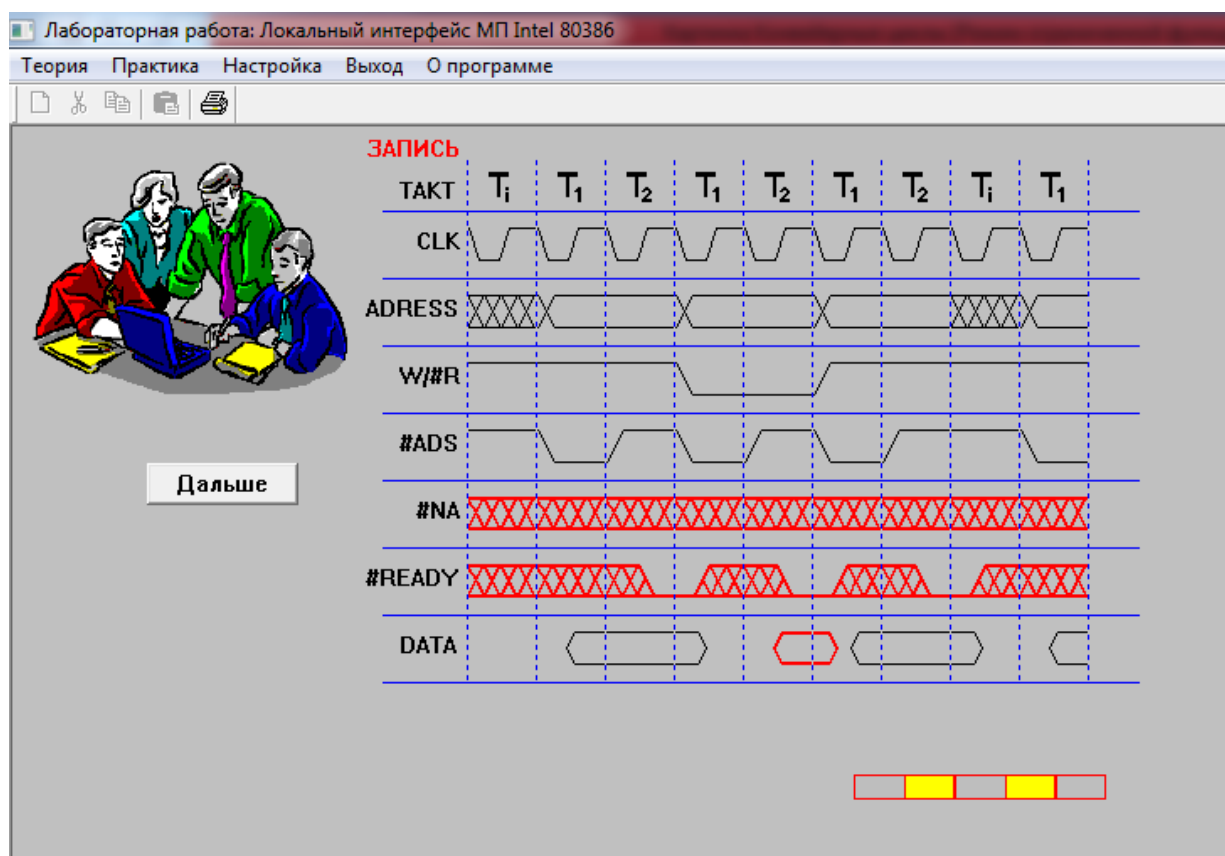 Лабораторная работа: Локальный интерфейс МП Intel 80386
Теория Практика Настройка Выход О программе
ЗАПИСЬ
ТАКТ Ti T1 T2 T1 T2 T1 T2 Ti T1
CLK
ADRESS
W/#R
#ADS
Дальше
#NA
#READY
DATA